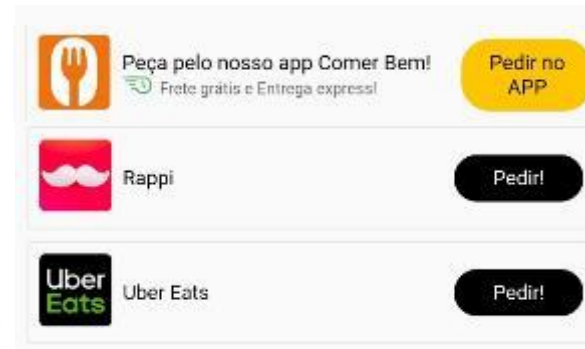 Peça pelo nosso app Comer Bem!
Frete grátis e Entrega express!
Pedir no
APP
Rappi
Pedir!
Uber
Eats
Uber Eats
Pedir!